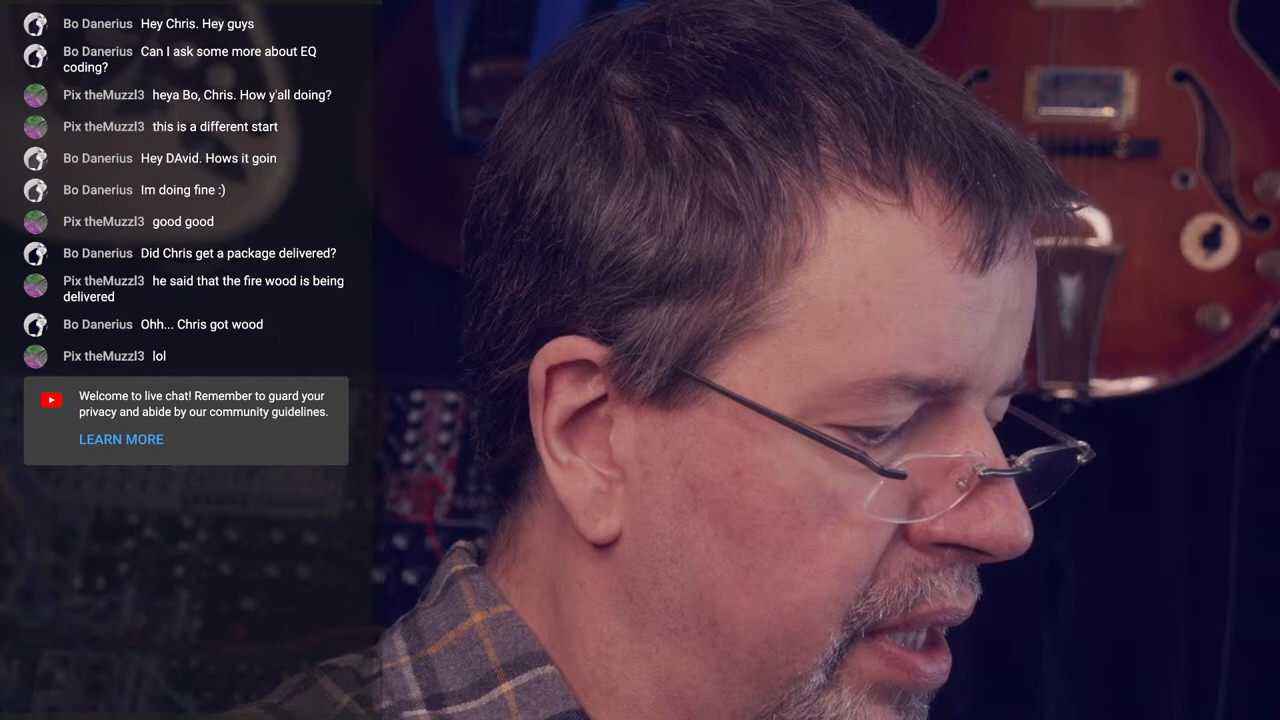 Bo Danerius Hey Chris. Hey guys
Bo Danerius Can I ask some more about EQ
coding?
Pix theMuzzl3 heya Bo, Chris. How y'all doing?
Pix theMuzzl3 this is a different start
Bo Danerius Hey DAvid. Hows it goin
Bo Danerius Im doing fine :)
Pix theMuzzl3 good good
Bo Danerius Did Chris get a package delivered?
Pix theMuzzl3 he said that the fire wood is being
delivered
Bo Danerius Ohh... Chris got wood
Pix theMuzzl3 lol
Welcome to live chat! Remember to guard your
privacy and abide by our community guidelines.
LEARN MORE